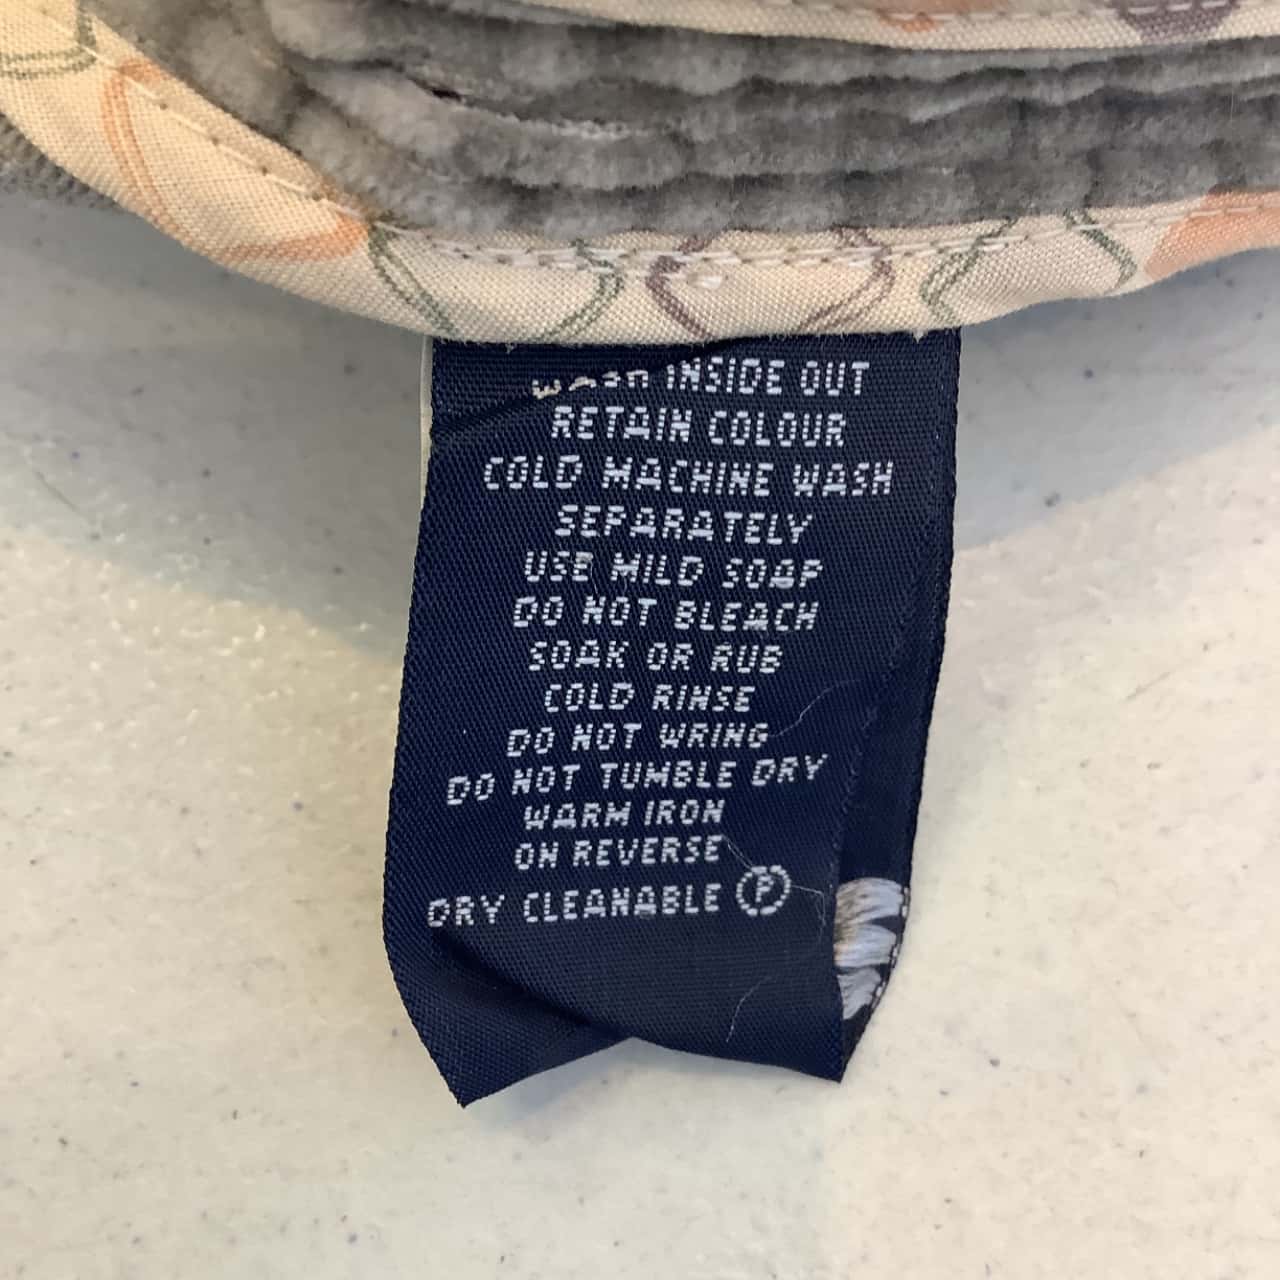 WASH INSIDE OUT
RETAIN COLOUR
COLD MACHINE WASH
SEPARATELY
USE MILD SOAP
DO NOT BLEACH
SOAK OR RUB
COLD RINSE
DO NOT WRING
DO NOT TUMBLE DRY
WARM IRON
ON REVERSE
DRY CLEANABLE P